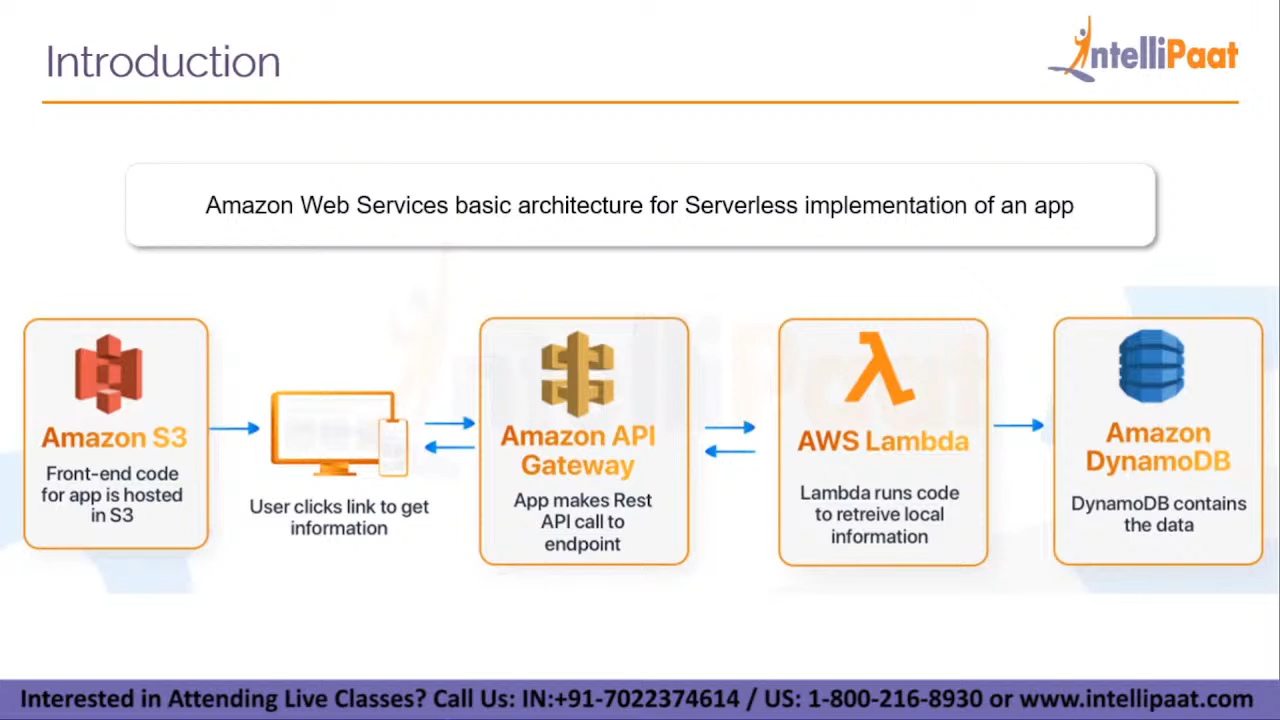 Introduction
IntelliPaat
Amazon Web Services basic architecture for Serverless implementation of an app
Amazon S3
Front-end code
for app is hosted
in S3
User clicks link to get
information
Amazon API
Gateway
App makes Rest
API call to
endpoint
AWS Lambda
Lambda runs code
to retreive local
information
Amazon
DynamoDB
DynamoDB contains
the data
IntelliPaat
Interested in Attending Live Classes? Call Us: IN:+91-7022374614 / US: 1-800-216-8930 or www.intellipaat.com